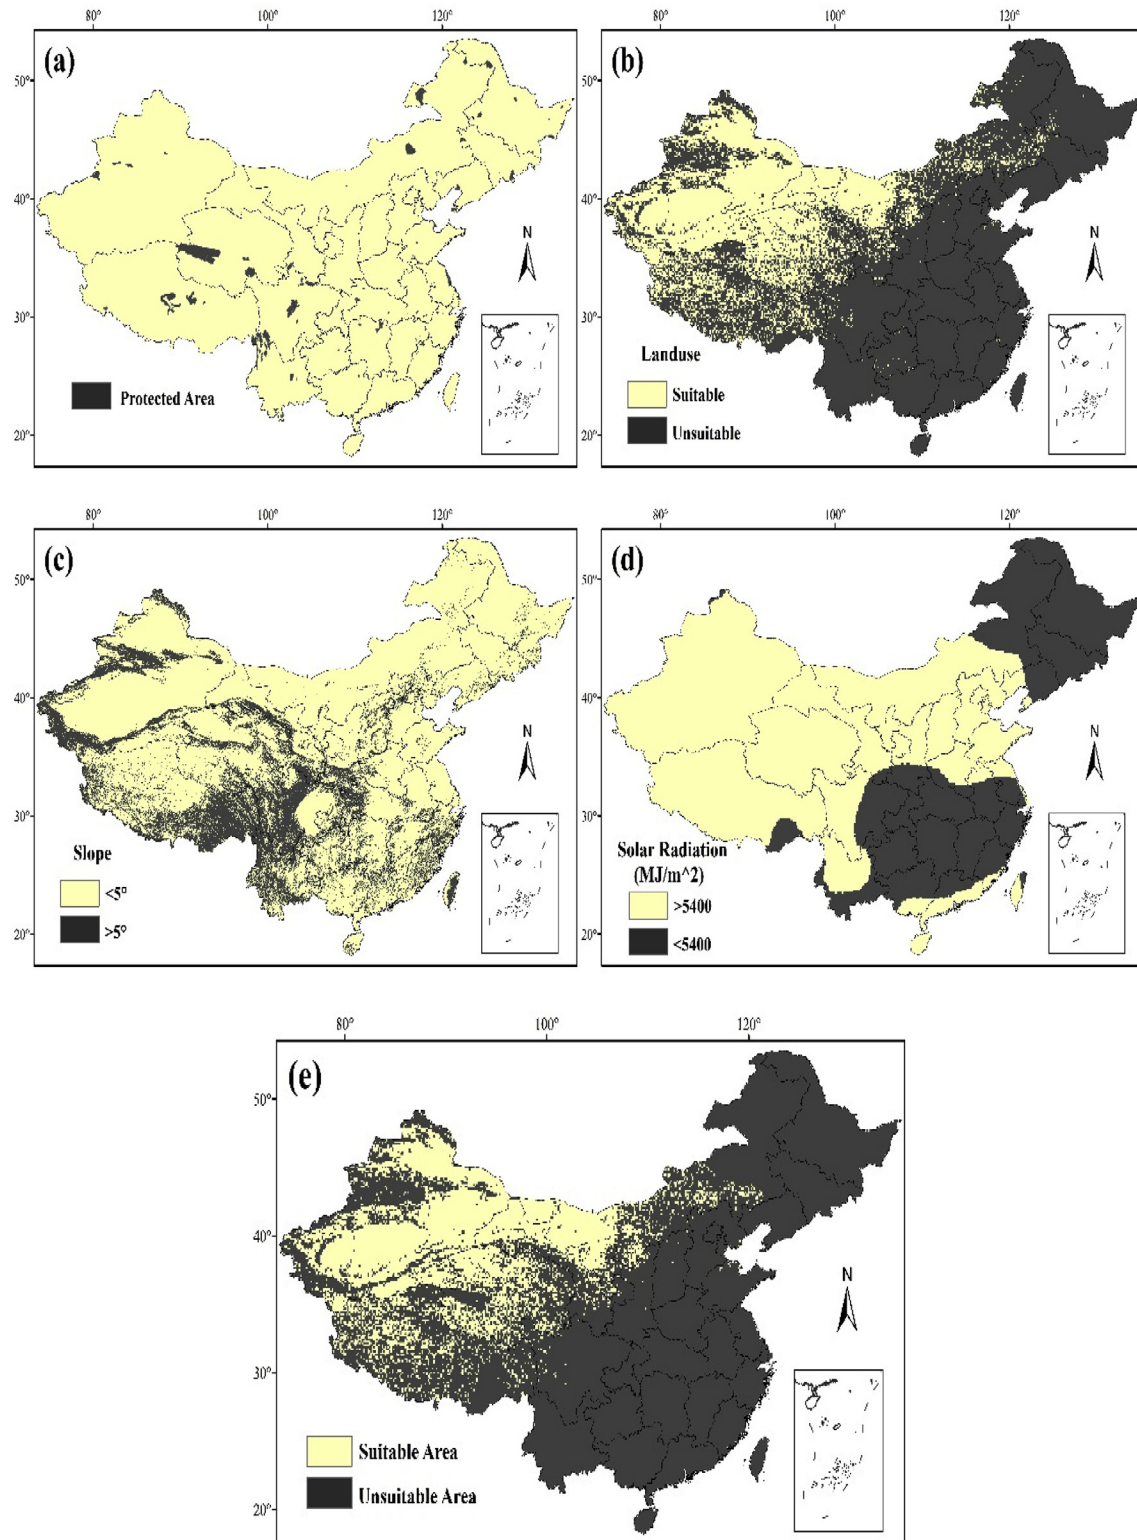 80° 100° 120°
(a)
50°
40°
30°
20°
N
Protected Area
80° 100° 120°
(b)
50°
40°
30°
20°
N
Landuse
Suitable
Unsuitable
80° 100° 120°
(c)
50°
40°
30°
20°
N
Slope
<5°
>5°
80° 100° 120°
(d)
50°
40°
30°
20°
N
Solar Radiation
(MJ/m^2)
>5400
<5400
80° 100° 120°
(e)
50°
40°
30°
20°
N
Suitable Area
Unsuitable Area